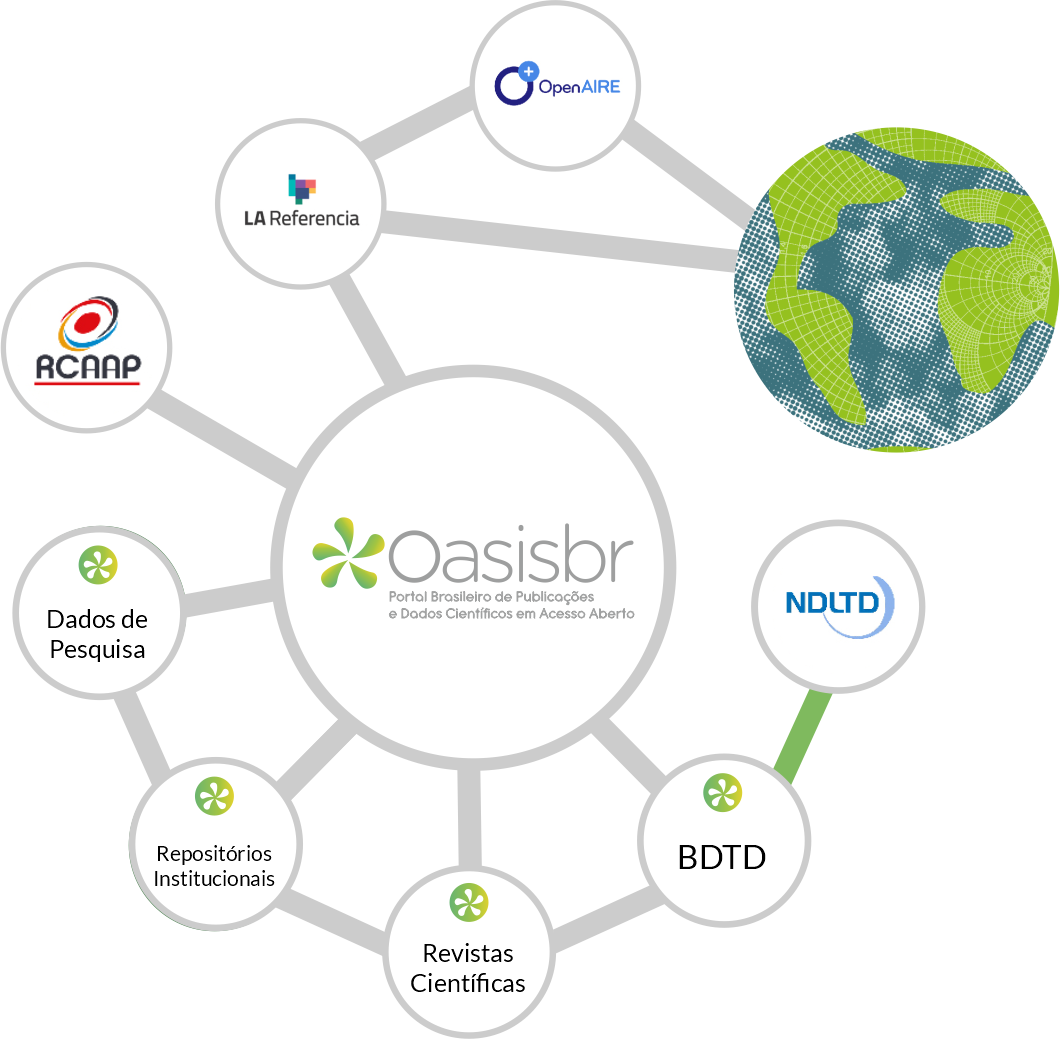 OpenAIRE
LA Referencia
RCAAP
Oasisbr
Portal Brasileiro de Publicações
e Dados Científicos em Acesso Aberto
NDLTD
Dados de
Pesquisa
Repositórios
Institucionais
BDTD
Revistas
Científicas